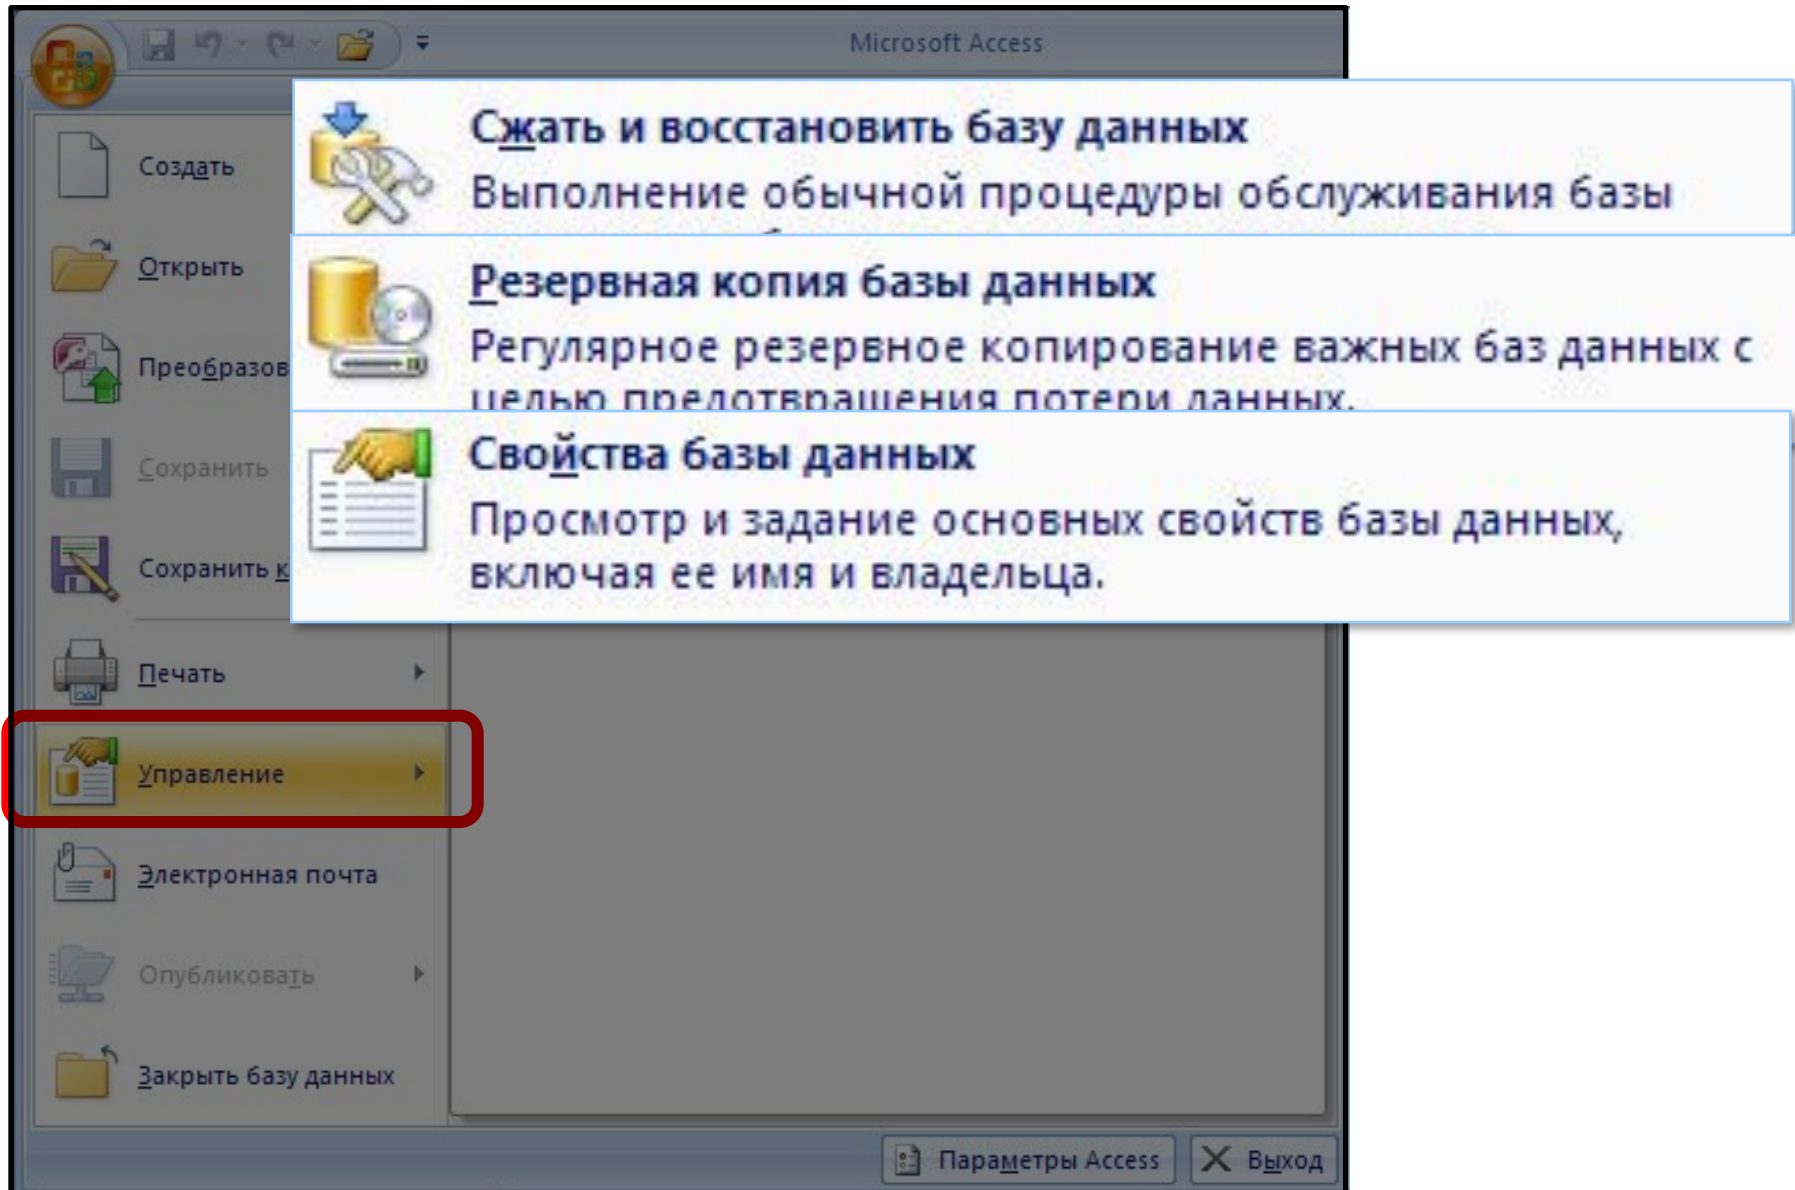 Microsoft Access
Сжать и восстановить базу данных
Выполнение обычной процедуры обслуживания базы
Резервная копия базы данных
Регулярное резервное копирование важных баз данных с
целью предотвращения потери данных.
Свойства базы данных
Просмотр и задание основных свойств базы данных,
включая ее имя и владельца.
Создать
Открыть
Преобразов
Сохранить
Сохранить к
Печать
Управление
Электронная почта
Опубликовать
Закрыть базу данных
Параметры Access
Выход